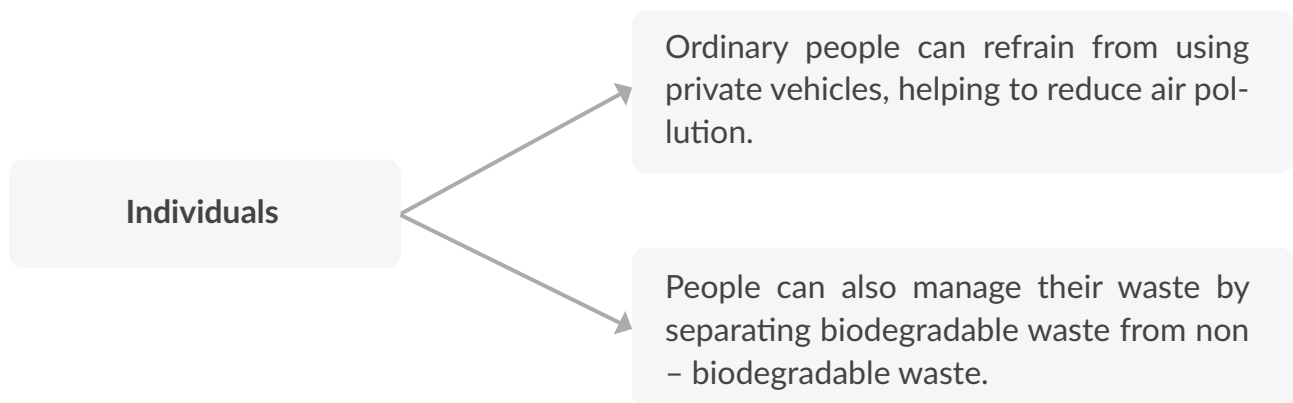 Ordinary people can refrain from using
private vehicles, helping to reduce air pol-
lution.
Individuals
People can also manage their waste by
separating biodegradable waste from non
– biodegradable waste.